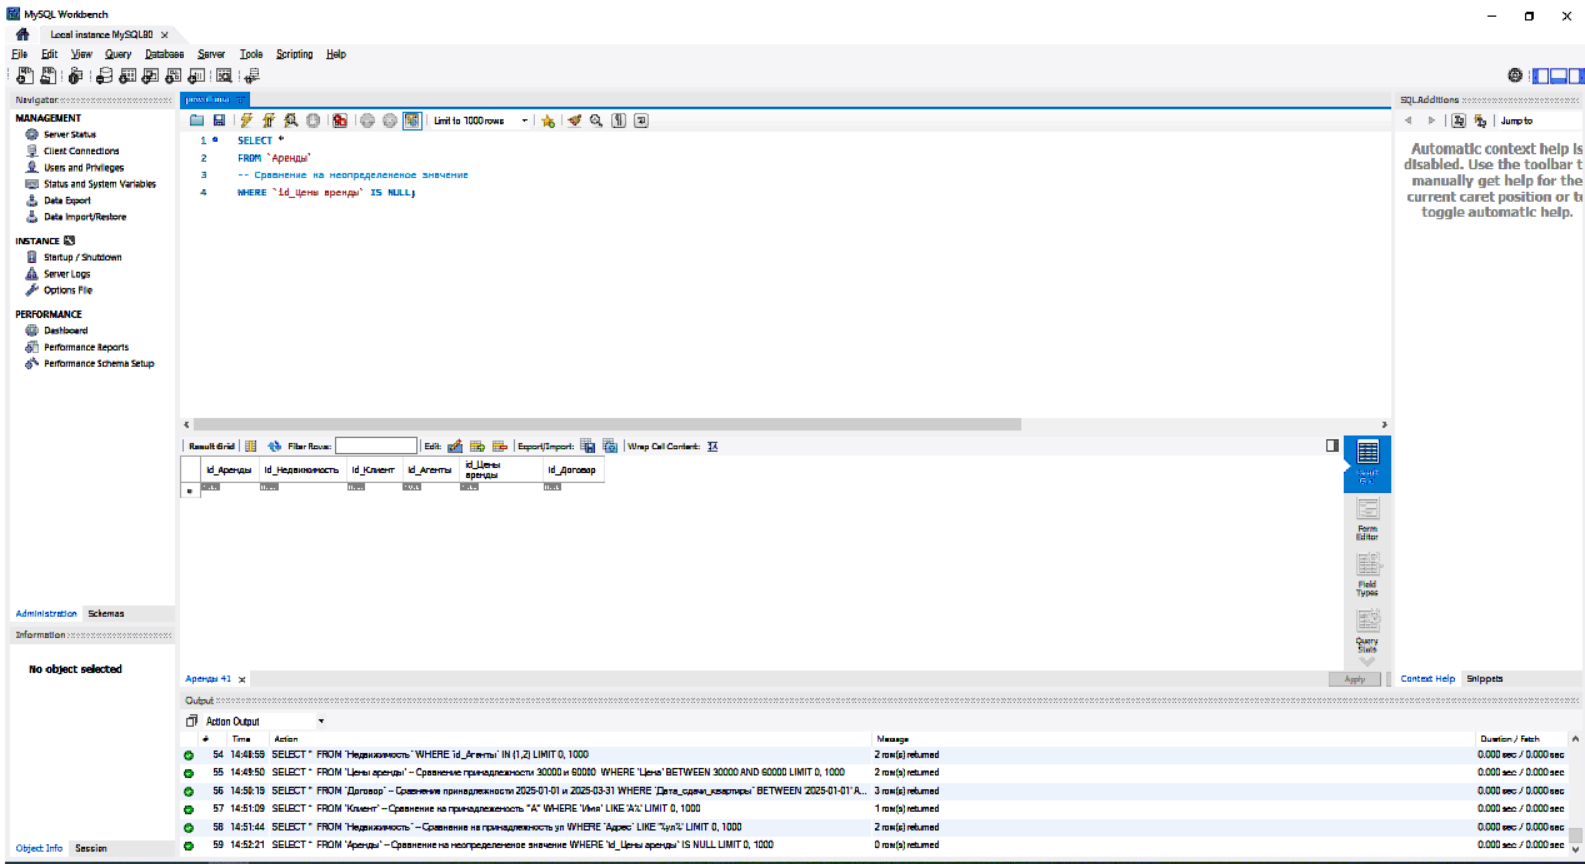 MySQL Workbench
Local instance MySQL80
File Edit View Query Database Server Tools Scripting Help
Navigator
MANAGEMENT
Server Status
Client Connections
Users and Privileges
Status and System Variables
Data Export
Data Import/Restore
INSTANCE
Startup / Shutdown
Server Logs
Options File
PERFORMANCE
Dashboard
Performance Reports
Performance Schema Setup
Administration Schemas
Information
No object selected
Object Info Session
Limit to 1000 rows
1 SELECT *
2 FROM `Аренды`
3 -- Сравнение на неопределененое значение
4 WHERE `id_Цены аренды` IS NULL;
Result Grid Filter Rows: Edit: Export/Import: Wrap Cell Content:
id_Аренды id_Недвижимость id_Клиент id_Агенты id_Цены аренды id_Договор
Form Editor
Field Types
Query Stats
Аренды 41
Apply
SQLAdditions
Jump to
Automatic context help is
disabled. Use the toolbar t
manually get help for the
current caret position or t
toggle automatic help.
Context Help Snippets
Output
Action Output
# Time Action Message Duration / Fetch
54 14:48:58 SELECT * FROM `Недвижимость` WHERE `id_Агенты` IN (1,2) LIMIT 0, 1000 2 row(s) returned 0.000 sec / 0.000 sec
55 14:49:50 SELECT * FROM `Цены аренды` -- Сравнение принадлежности 30000 и 60000 WHERE `Цена` BETWEEN 30000 AND 60000 LIMIT 0, 1000 2 row(s) returned 0.000 sec / 0.000 sec
56 14:50:19 SELECT * FROM `Договор` -- Сравнение принадлежности 2025-01-01 и 2025-03-31 WHERE `Дата_сдачи_квартиры` BETWEEN '2025-01-01' A... 3 row(s) returned 0.000 sec / 0.000 sec
57 14:51:09 SELECT * FROM `Клиент` -- Сравнение на принадлеженость "А" WHERE `Имя` LIKE 'А%' LIMIT 0, 1000 1 row(s) returned 0.000 sec / 0.000 sec
58 14:51:44 SELECT * FROM `Недвижимость` -- Сравнение на принадлежность ул WHERE `Адрес` LIKE '%ул%' LIMIT 0, 1000 2 row(s) returned 0.000 sec / 0.000 sec
59 14:52:21 SELECT * FROM `Аренды` -- Сравнение на неопределененое значение WHERE `id_Цены аренды` IS NULL LIMIT 0, 1000 0 row(s) returned 0.000 sec / 0.000 sec